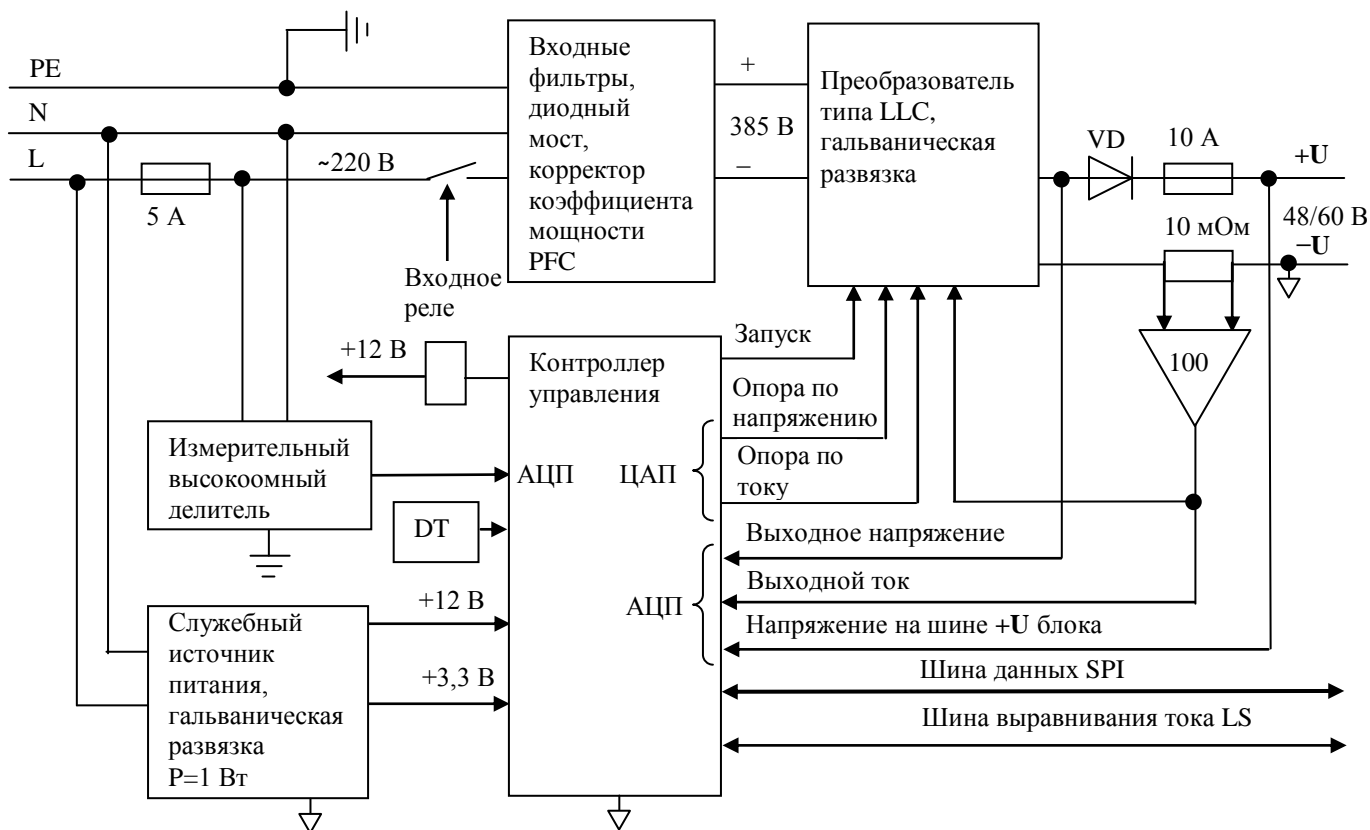 PE
N
L
5 А
~220 В
Входное
реле
Входные
фильтры,
диодный
мост,
корректор
коэффициента
мощности
PFC
+
385 В
−
Преобразователь
типа LLC,
гальваническая
развязка
VD
10 А
+U
48/60 В
10 мОм
−U
100
+12 В
Контроллер
управления
Запуск
Опора по
напряжению
Опора по
току
АЦП
ЦАП
Измерительный
высокоомный
делитель
DT
Выходное напряжение
Выходной ток
АЦП
Напряжение на шине +U блока
Шина данных SPI
Шина выравнивания тока LS
Служебный
источник
питания,
гальваническая
развязка
P=1 Вт
+12 В
+3,3 В